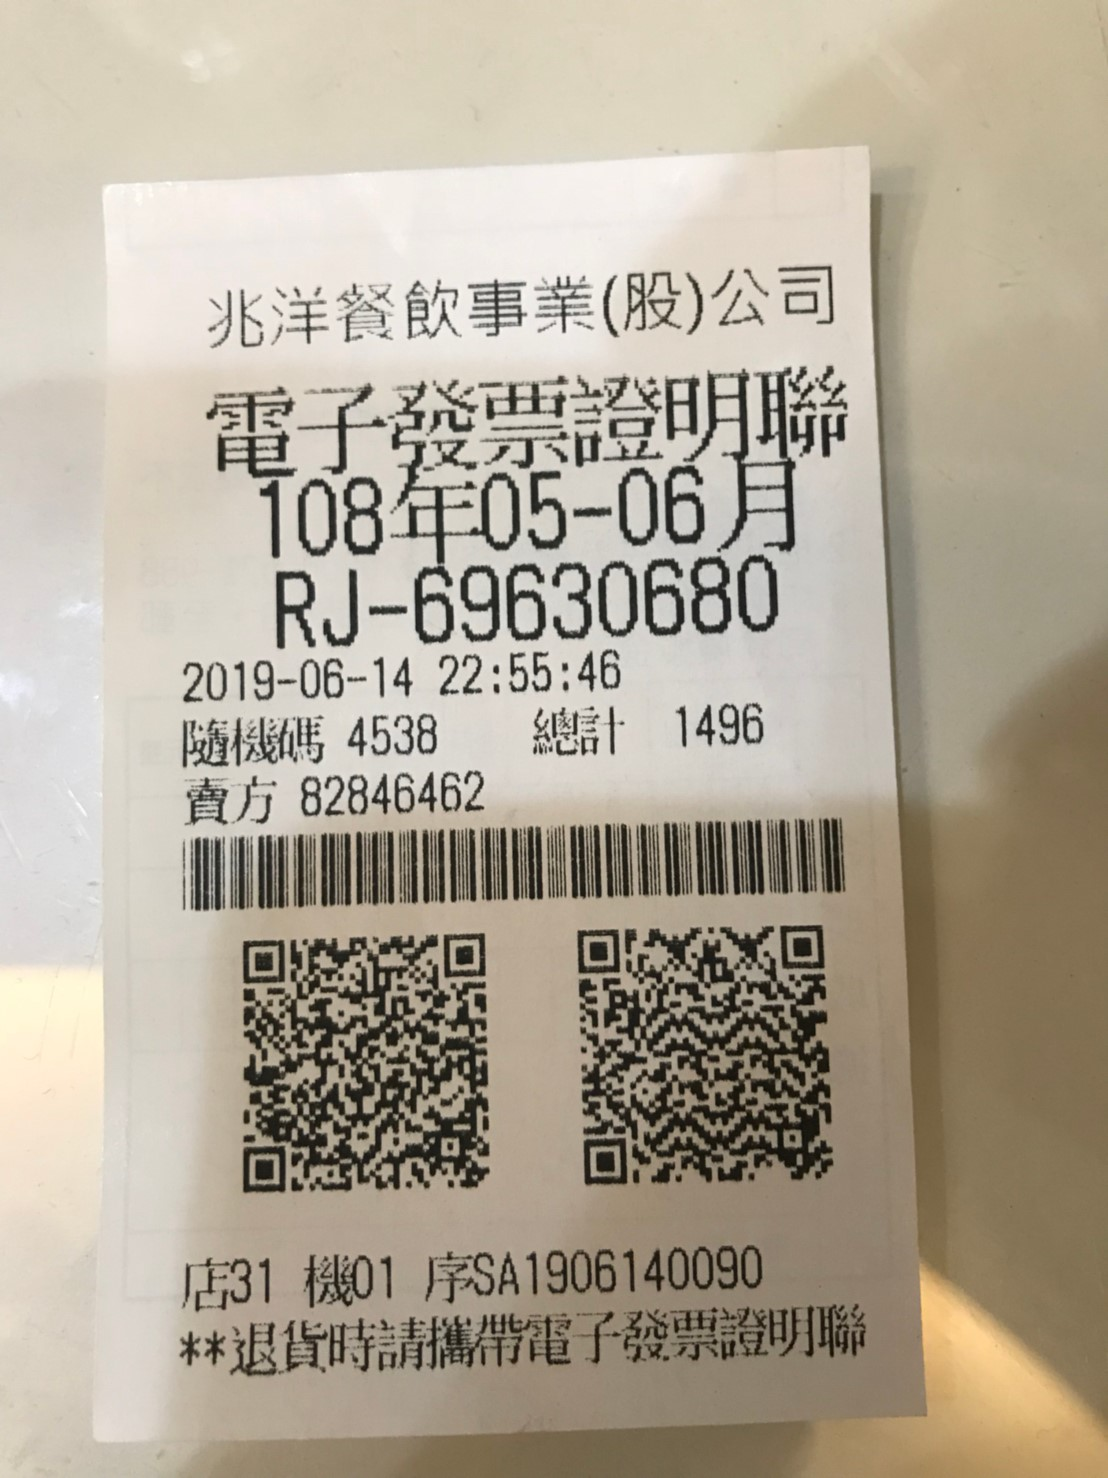 兆洋餐飲事業(股)公司
電子發票證明聯
108年05-06月
RJ-69630680
2019-06-14 22:55:46
隨機碼 4538 總計 1496
賣方 82846462
店31 機01 序SA1906140090
**退貨時請攜帶電子發票證明聯